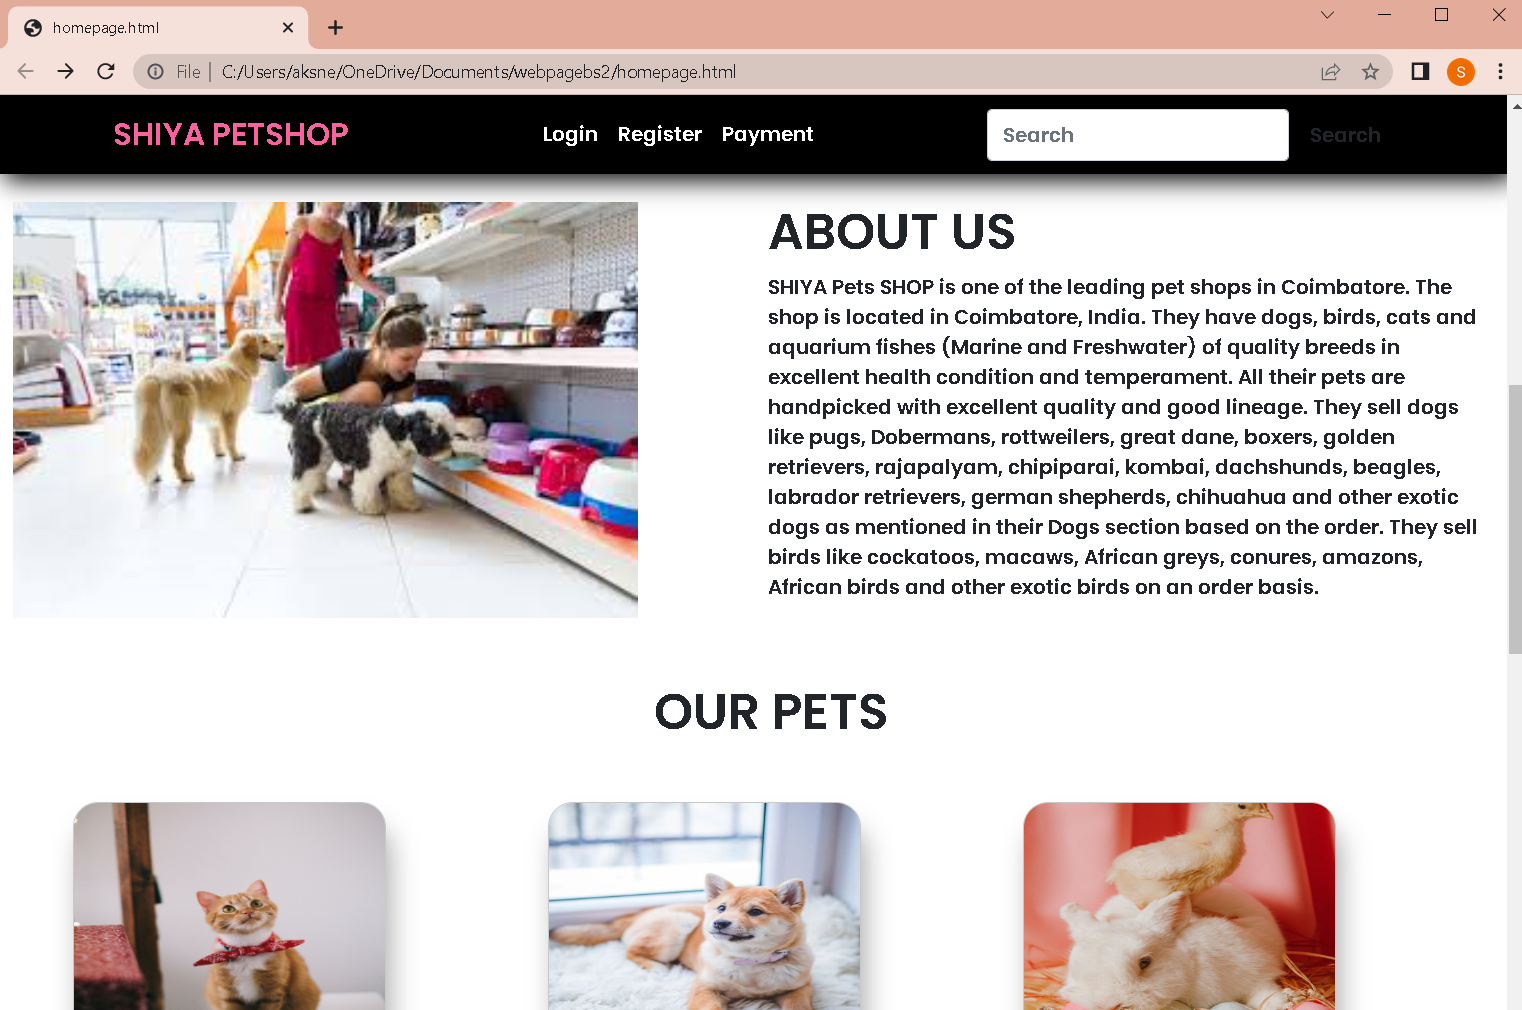 homepage.html
File | C:/Users/aksne/OneDrive/Documents/webpagebs2/homepage.html
S
SHIYA PETSHOP
Login Register Payment
Search
Search
ABOUT US
SHIYA Pets SHOP is one of the leading pet shops in Coimbatore. The
shop is located in Coimbatore, India. They have dogs, birds, cats and
aquarium fishes (Marine and Freshwater) of quality breeds in
excellent health condition and temperament. All their pets are
handpicked with excellent quality and good lineage. They sell dogs
like pugs, Dobermans, rottweilers, great dane, boxers, golden
retrievers, rajapalyam, chipiparai, kombai, dachshunds, beagles,
labrador retrievers, german shepherds, chihuahua and other exotic
dogs as mentioned in their Dogs section based on the order. They sell
birds like cockatoos, macaws, African greys, conures, amazons,
African birds and other exotic birds on an order basis.
OUR PETS